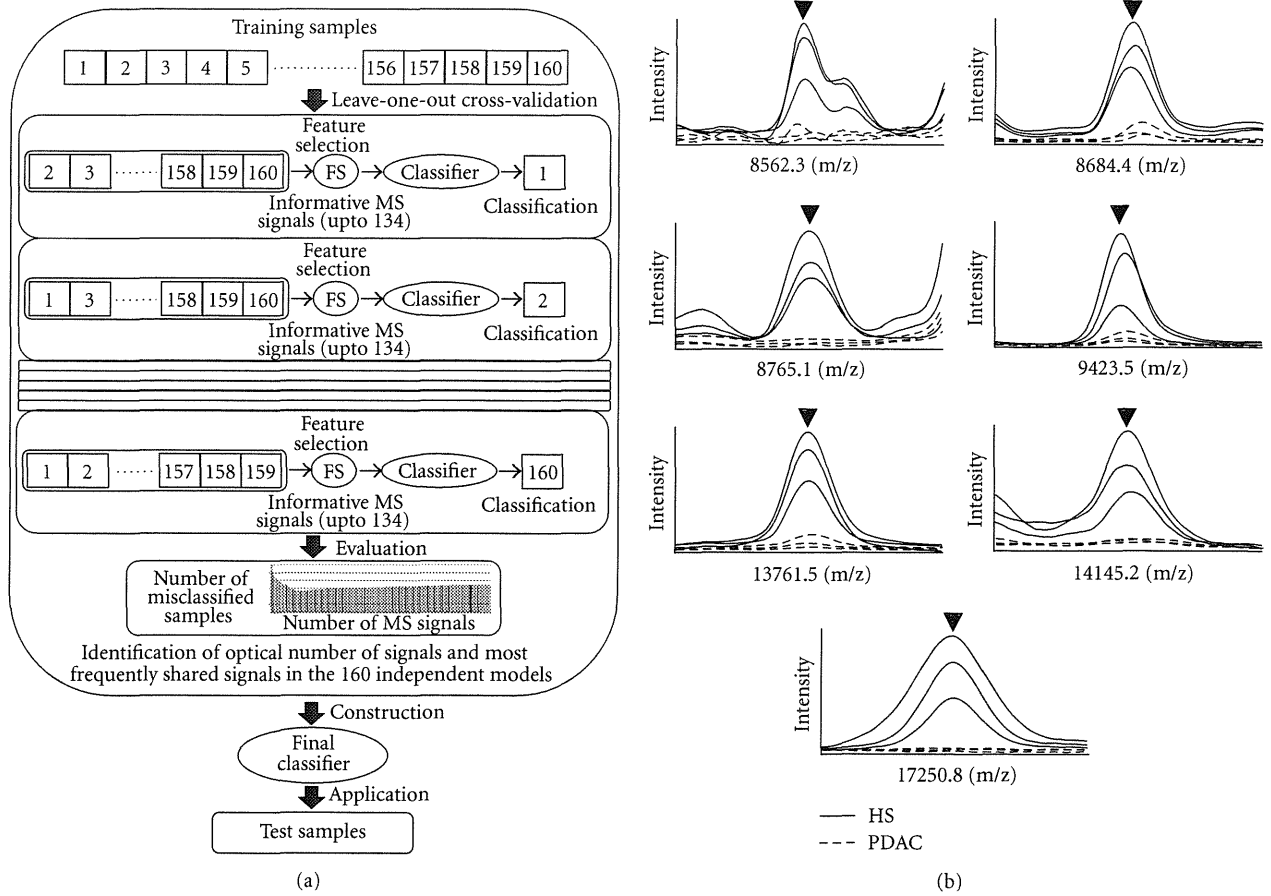 Training samples
1 2 3 4 5 ............ 156 157 158 159 160
Leave-one-out cross-validation
Feature
selection
2 3 ...... 158 159 160 FS Classifier 1
Informative MS
signals (upto 134)
Classification
Feature
selection
1 3 ...... 158 159 160 FS Classifier 2
Informative MS
signals (upto 134)
Classification
Feature
selection
1 2 ...... 157 158 159 FS Classifier 160
Informative MS
signals (upto 134)
Classification
Evaluation
Number of
misclassified
samples
Number of MS signals
Identification of optical number of signals and most
frequently shared signals in the 160 independent models
Construction
Final
classifier
Application
Test samples
(a)
Intensity
8562.3 (m/z)
Intensity
8684.4 (m/z)
Intensity
8765.1 (m/z)
Intensity
9423.5 (m/z)
Intensity
13761.5 (m/z)
Intensity
14145.2 (m/z)
Intensity
17250.8 (m/z)
HS
PDAC
(b)